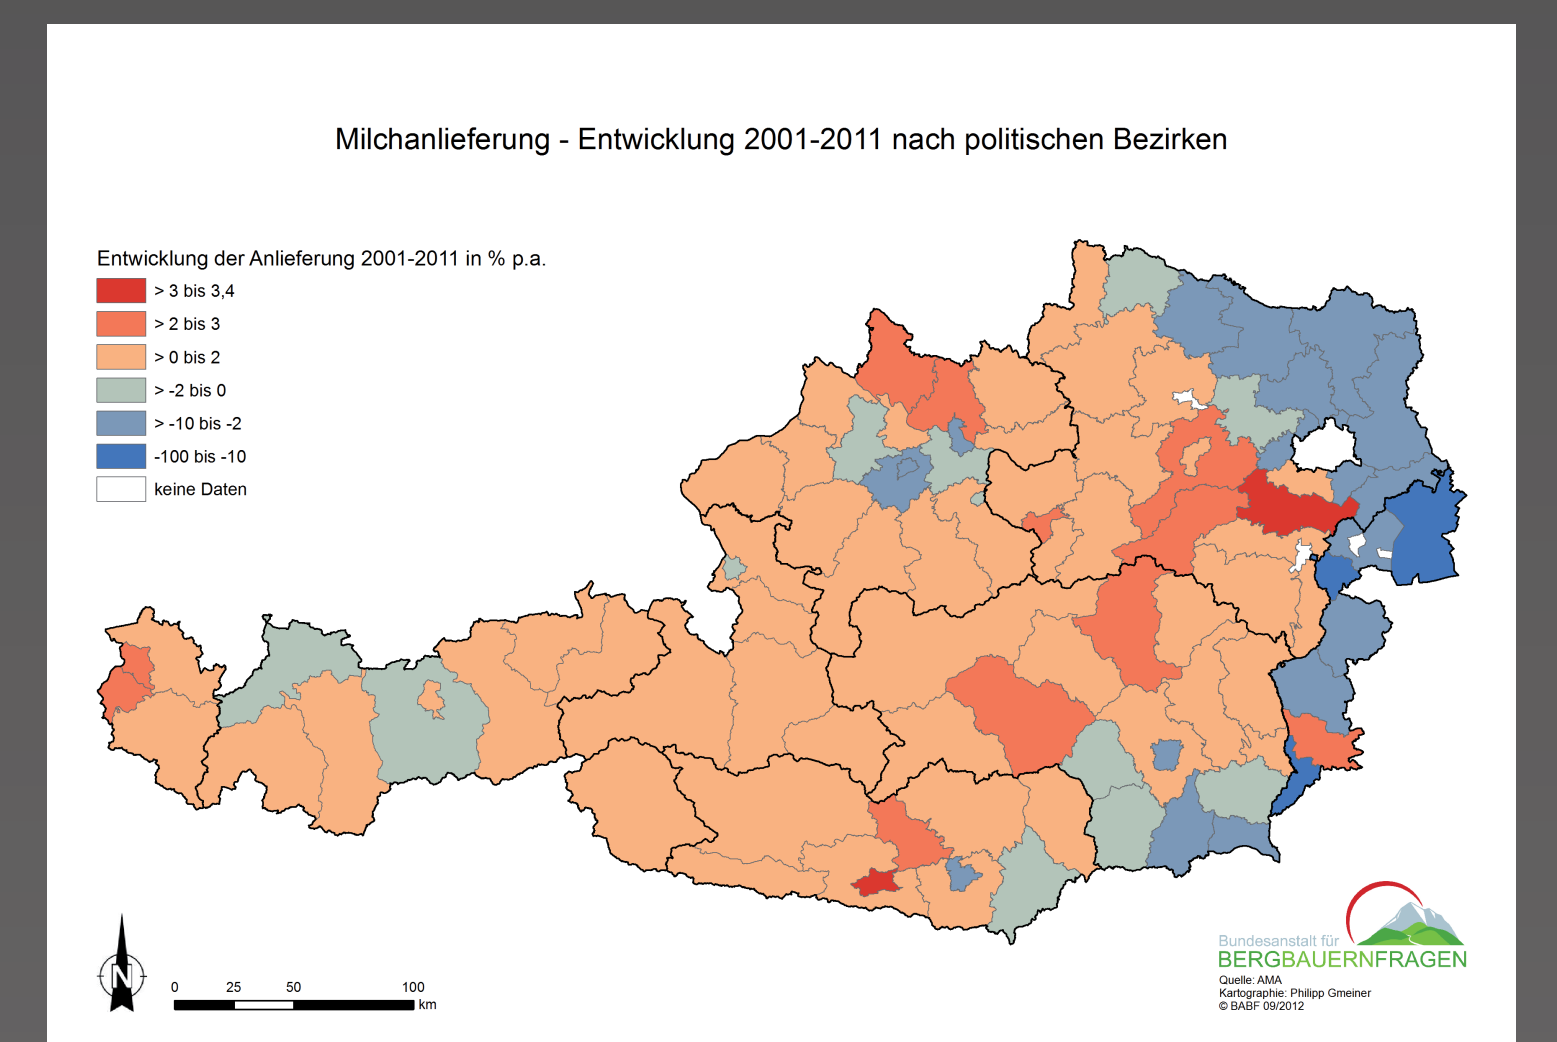 Milchanlieferung - Entwicklung 2001-2011 nach politischen Bezirken
Entwicklung der Anlieferung 2001-2011 in % p.a.
> 3 bis 3,4
> 2 bis 3
> 0 bis 2
> -2 bis 0
> -10 bis -2
-100 bis -10
keine Daten
N
0 25 50 100
km
Bundesanstalt für
BERGBAUERNFRAGEN
Quelle: AMA
Kartographie: Philipp Gmeiner
© BABF 09/2012